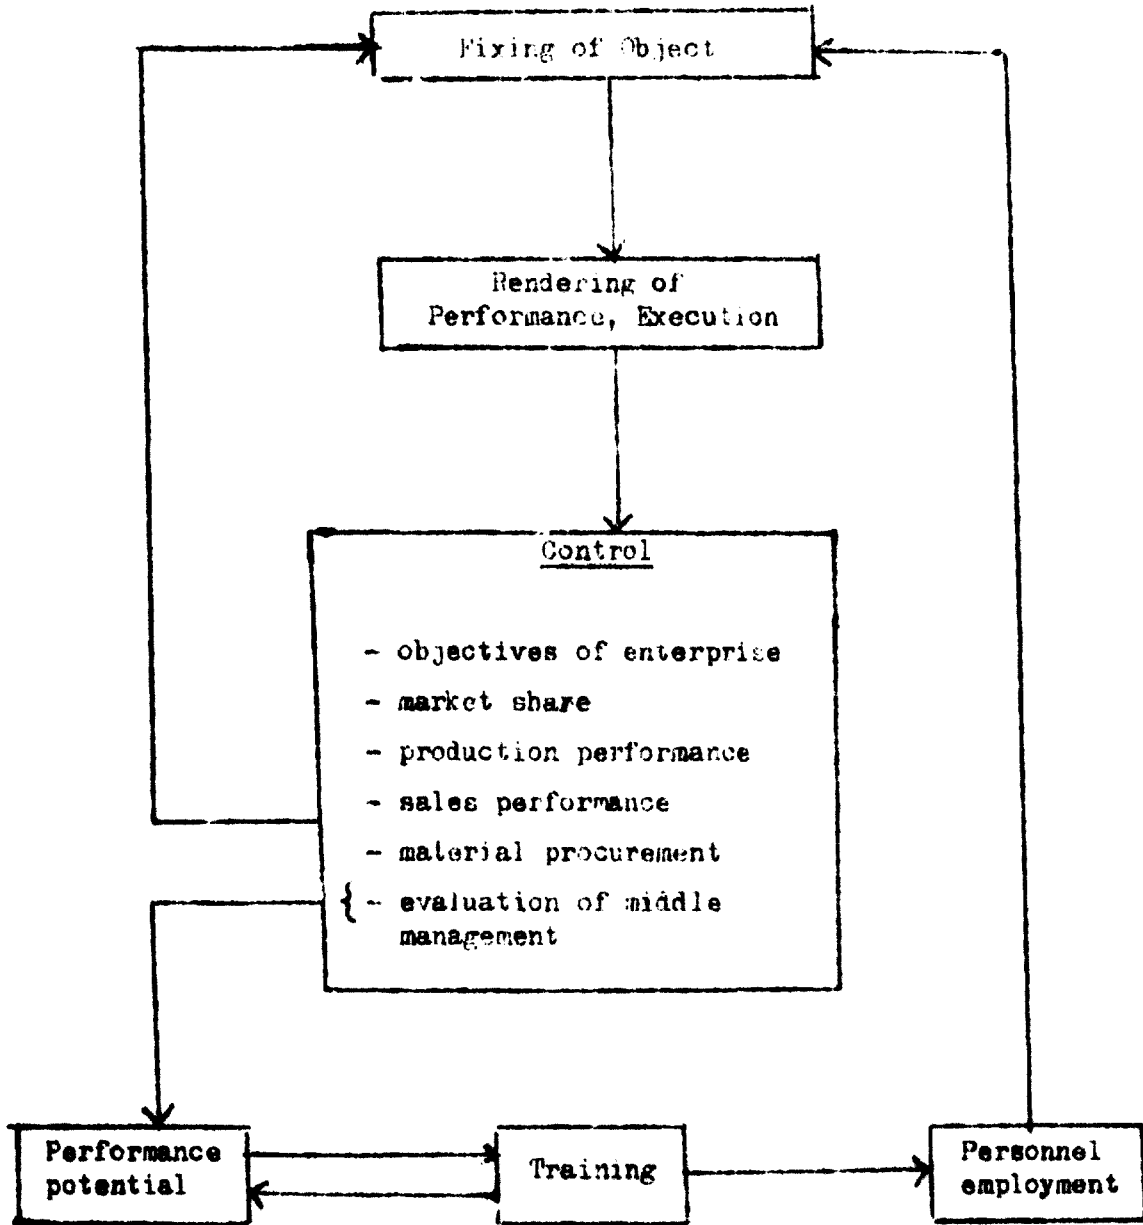 Fixing of Object
Rendering of
Performance, Execution
Control
- objectives of enterprise
- market share
- production performance
- sales performance
- material procurement
{ - evaluation of middle
management
Performance
potential
Training
Personnel
employment